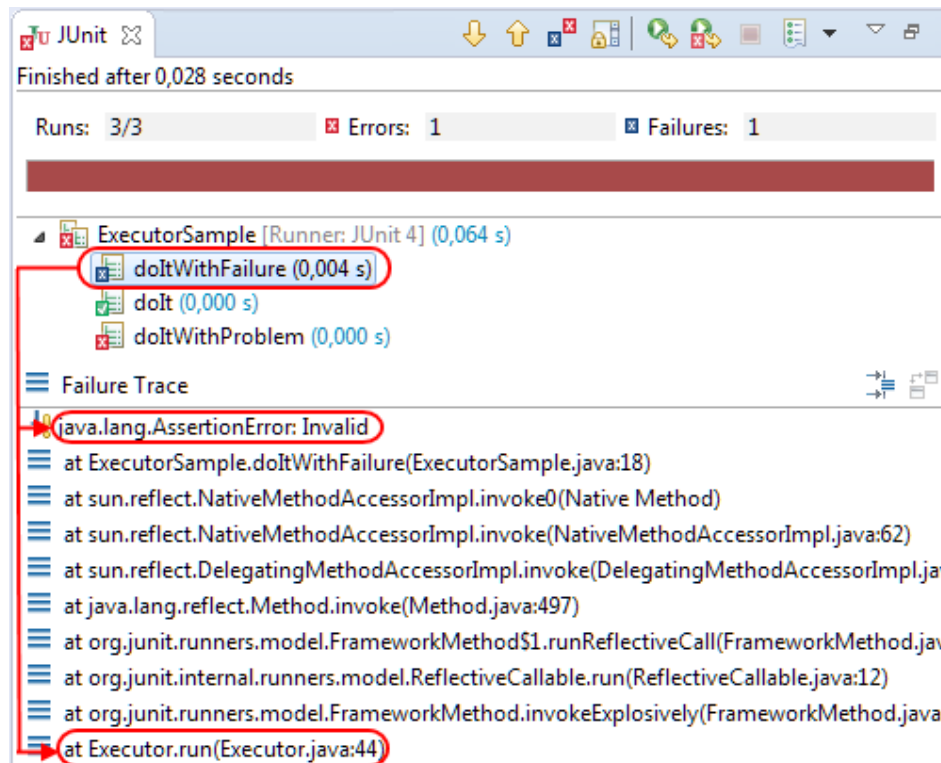 JUnit
Finished after 0,028 seconds
Runs: 3/3 Errors: 1 Failures: 1
ExecutorSample [Runner: JUnit 4] (0,064 s)
doItWithFailure (0,004 s)
doIt (0,000 s)
doItWithProblem (0,000 s)
Failure Trace
java.lang.AssertionError: Invalid
at ExecutorSample.doItWithFailure(ExecutorSample.java:18)
at sun.reflect.NativeMethodAccessorImpl.invoke0(Native Method)
at sun.reflect.NativeMethodAccessorImpl.invoke(NativeMethodAccessorImpl.java:62)
at sun.reflect.DelegatingMethodAccessorImpl.invoke(DelegatingMethodAccessorImpl.ja
at java.lang.reflect.Method.invoke(Method.java:497)
at org.junit.runners.model.FrameworkMethod$1.runReflectiveCall(FrameworkMethod.jav
at org.junit.internal.runners.model.ReflectiveCallable.run(ReflectiveCallable.java:12)
at org.junit.runners.model.FrameworkMethod.invokeExplosively(FrameworkMethod.java
at Executor.run(Executor.java:44)